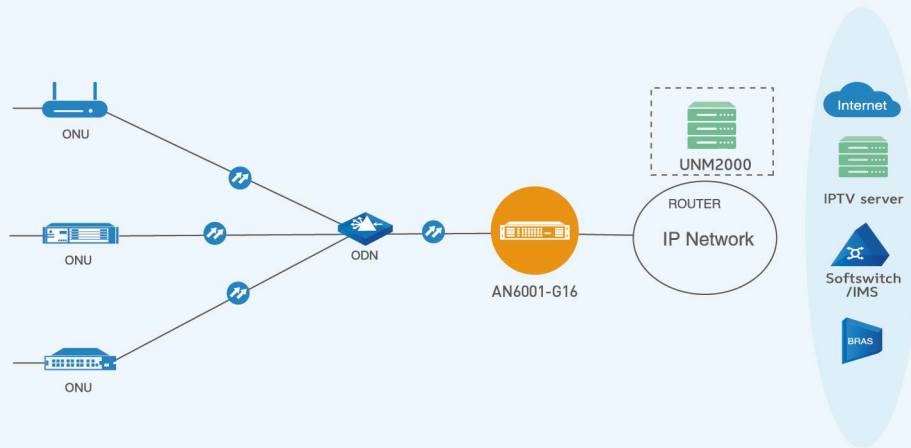 ONU
ONU
ONU
ODN
AN6001-G16
UNM2000
ROUTER
IP Network
Internet
IPTV server
Softswitch
/IMS
BRAS